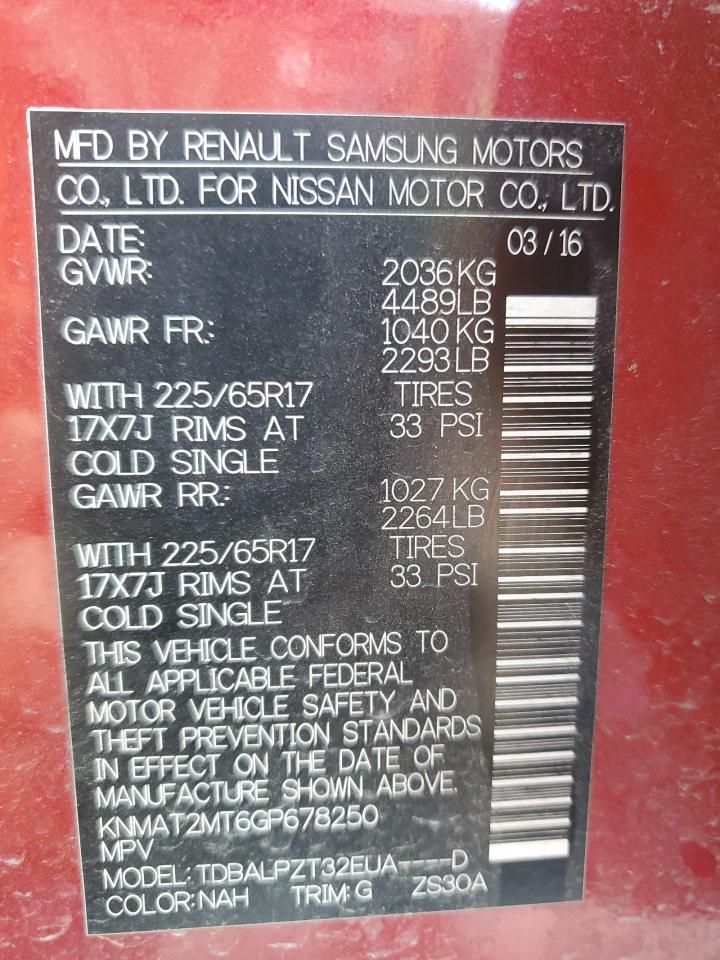 MFD BY RENAULT SAMSUNG MOTORS
CO., LTD. FOR NISSAN MOTOR CO., LTD.
DATE: 03 / 16
GVWR: 2036KG
4489LB
GAWR FR.: 1040 KG
2293LB
WITH 225/65R17 TIRES
17X7J RIMS AT 33 PSI
COLD SINGLE
GAWR RR.: 1027 KG
2264LB
WITH 225/65R17 TIRES
17X7J RIMS AT 33 PSI
COLD SINGLE
THIS VEHICLE CONFORMS TO
ALL APPLICABLE FEDERAL
MOTOR VEHICLE SAFETY AND
THEFT PREVENTION STANDARDS
IN EFFECT ON THE DATE OF
MANUFACTURE SHOWN ABOVE.
KNMAT2MT6GP678250
MPV
MODEL: TDBALPZT32EUA----D
COLOR: NAH TRIM: G ZS30A